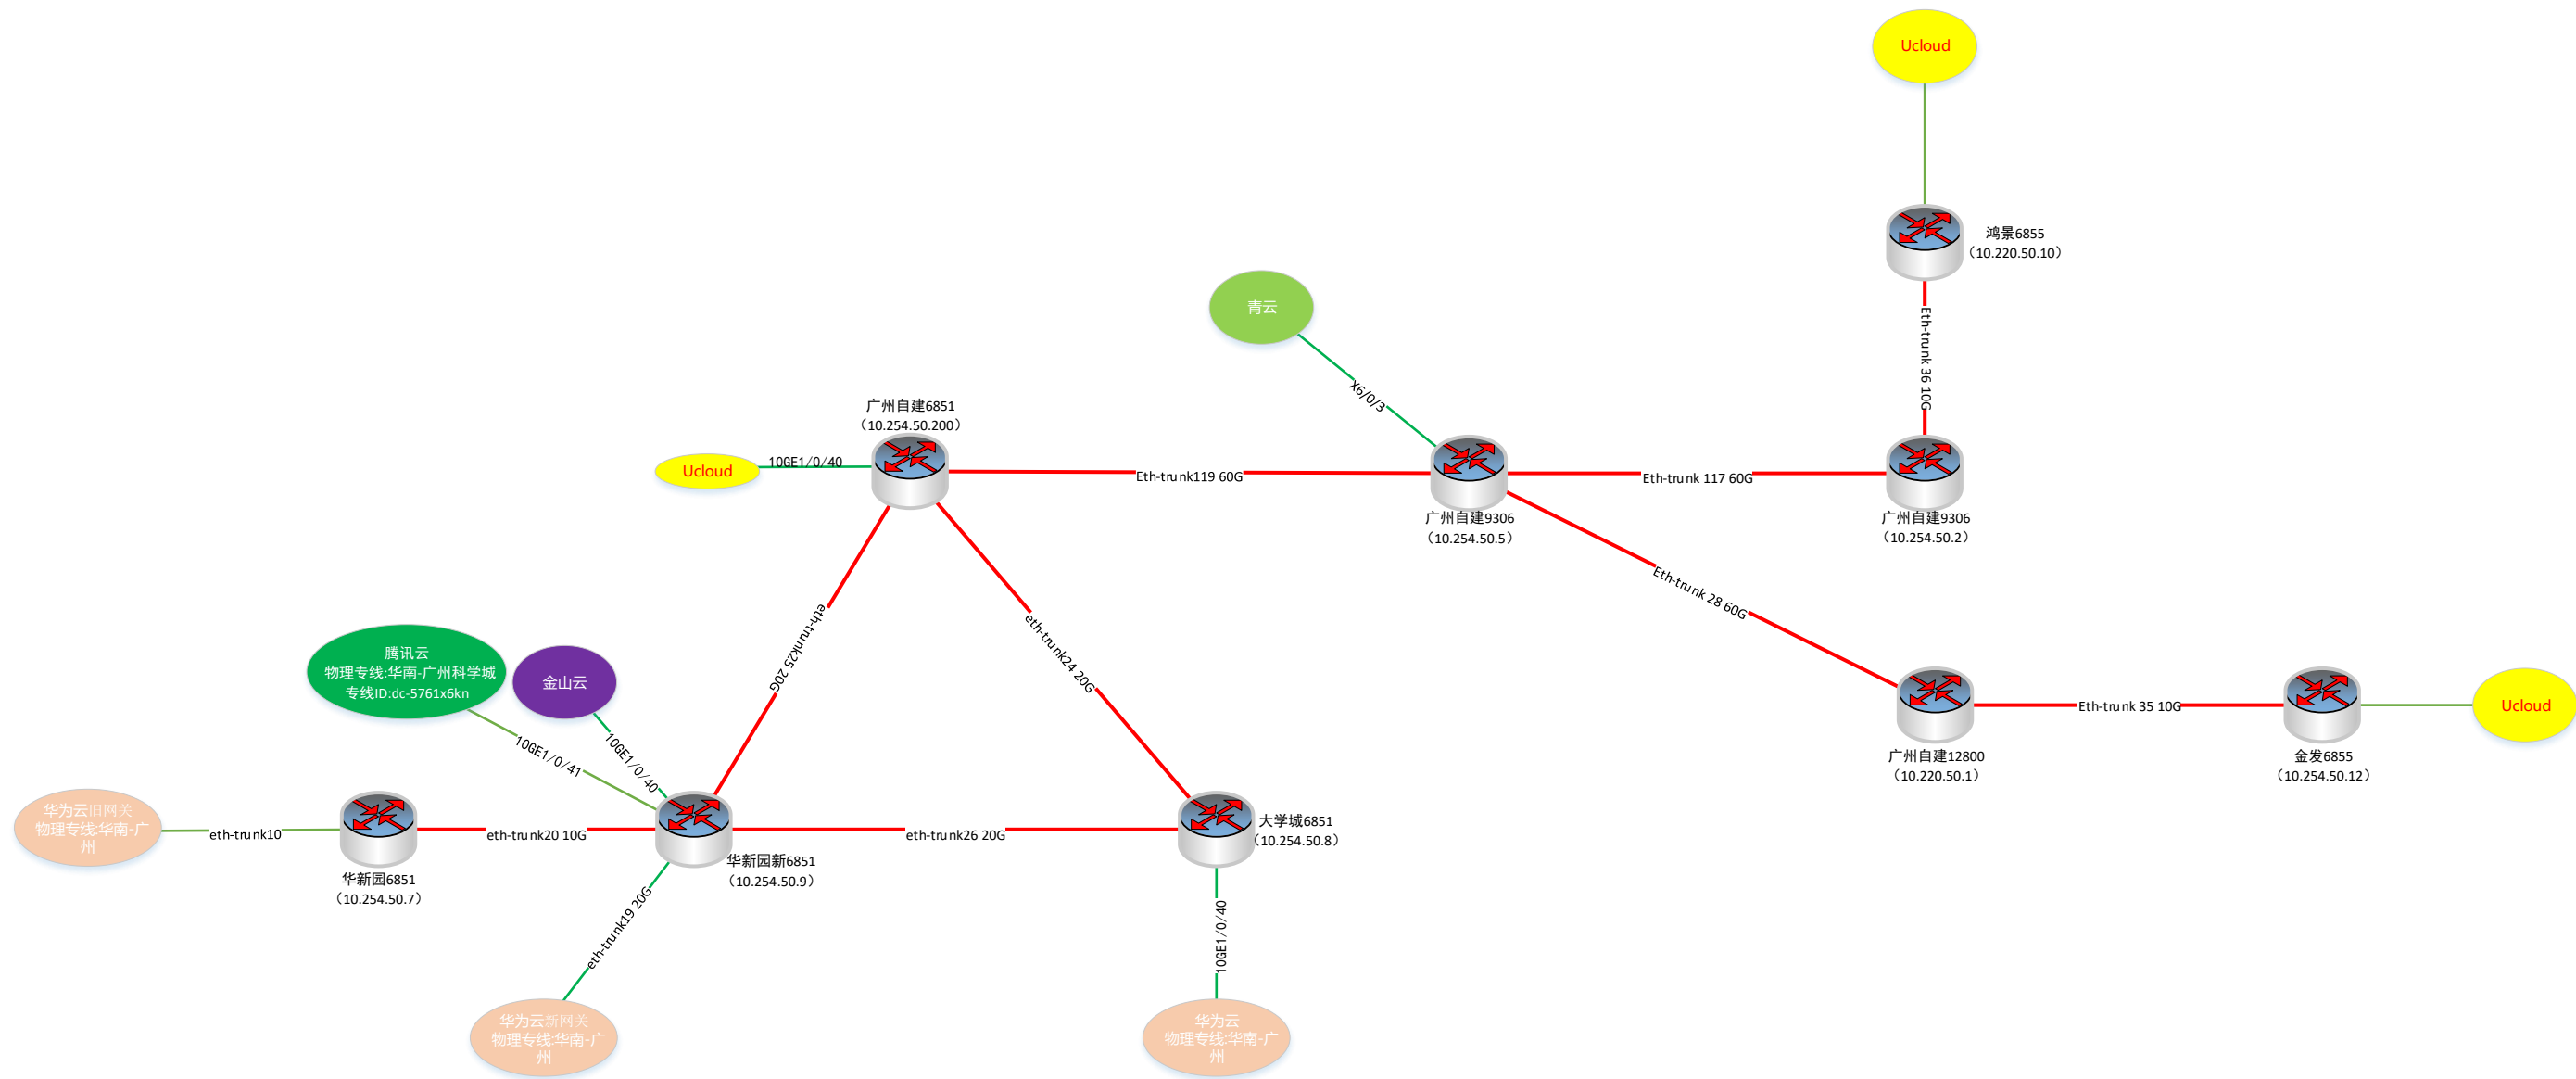 Ucloud
鸿景6855
（10.220.50.10）
Eth-trunk 36 10G
青云
X6/0/3
广州自建6851
（10.254.50.200）
Ucloud
10GE1/0/40
Eth-trunk119 60G
Eth-trunk 117 60G
广州自建9306
（10.254.50.5）
广州自建9306
（10.254.50.2）
Eth-trunk 28 60G
eth-trunk25 20G
eth-trunk24 20G
腾讯云
物理专线:华南-广州科学城
专线ID:dc-5761x6kn
金山云
10GE1/0/41
10GE1/0/40
Eth-trunk 35 10G
Ucloud
广州自建12800
（10.220.50.1）
金发6855
（10.254.50.12）
华为云旧网关
物理专线:华南-广
州
eth-trunk10
eth-trunk20 10G
eth-trunk26 20G
大学城6851
（10.254.50.8）
华新园6851
（10.254.50.7）
华新园新6851
（10.254.50.9）
eth-trunk19 20G
10GE1/0/40
华为云新网关
物理专线:华南-广
州
华为云
物理专线:华南-广
州